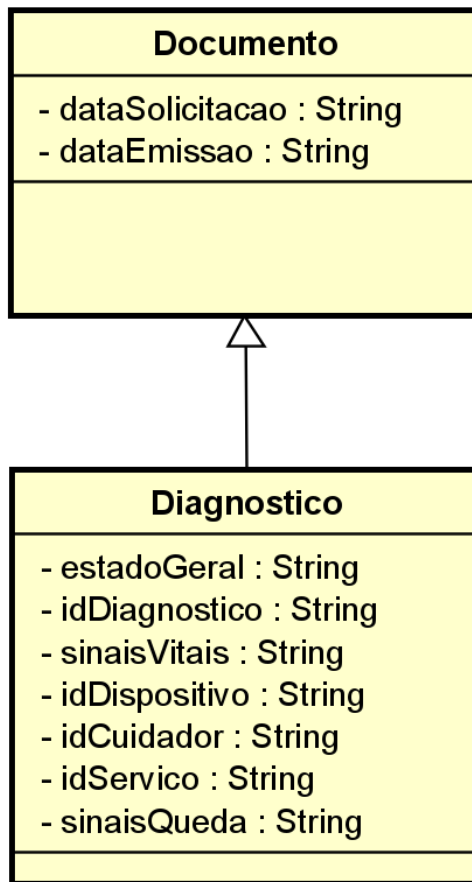 Documento
- dataSolicitacao : String
- dataEmissao : String
Diagnostico
- estadoGeral : String
- idDiagnostico : String
- sinaisVitais : String
- idDispositivo : String
- idCuidador : String
- idServico : String
- sinaisQueda : String